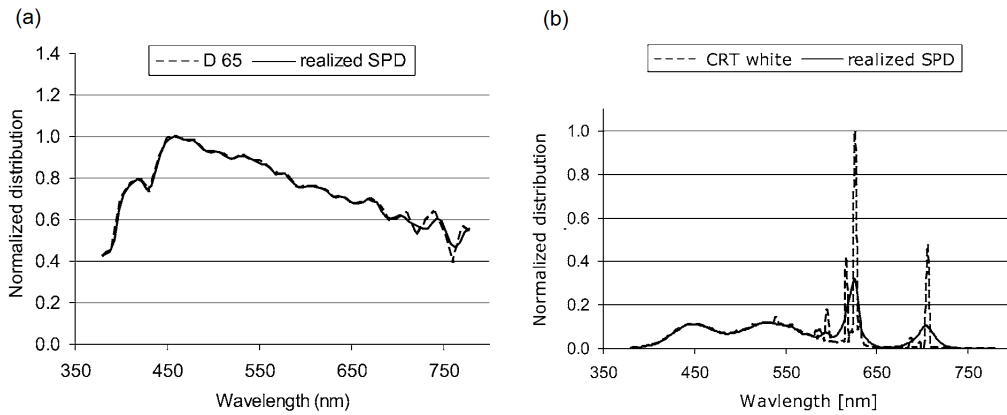 (a)
D 65 realized SPD
Normalized distribution
1.4
1.2
1.0
0.8
0.6
0.4
0.2
0.0
350 450 550 650 750
Wavelength (nm)
(b)
CRT white realized SPD
Normalized distribution
1.0
0.8
0.6
0.4
0.2
0.0
350 450 550 650 750
Wavlength [nm]